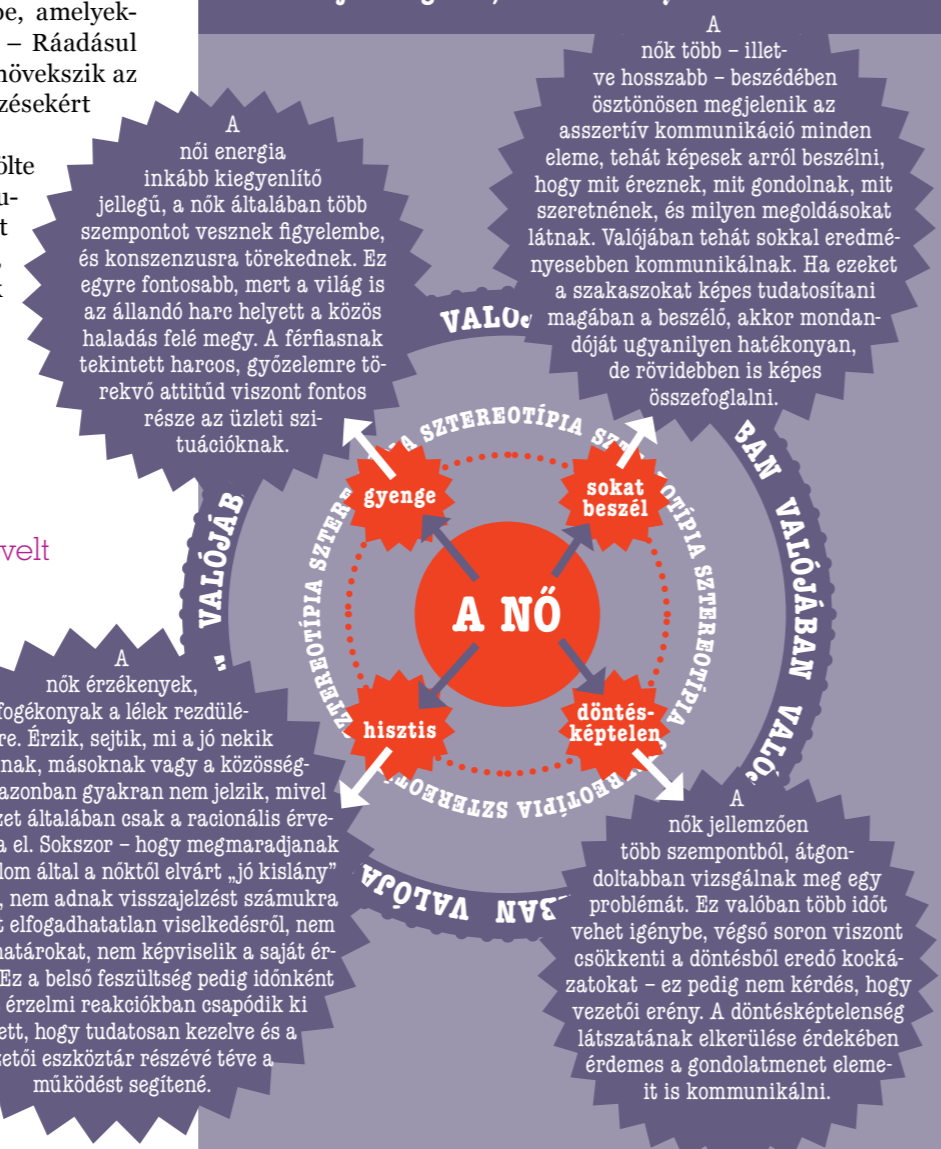 be, amelyek-
– Ráadásul
növekszik az
zésekért
ölte
u-
t
k
velt
A
női energia
inkább kiegyenlítő
jellegű, a nők általában több
szempontot vesznek figyelembe,
és konszenzusra törekednek. Ez
egyre fontosabb, mert a világ is
az állandó harc helyett a közös
haladás felé megy. A férfiasnak
tekintett harcos, győzelemre tö-
rekvő attitűd viszont fontos
része az üzleti szi-
tuációknak.
A
nők több – illet-
ve hosszabb – beszédében
ösztönösen megjelenik az
asszertív kommunikáció minden
eleme, tehát képesek arról beszélni,
hogy mit éreznek, mit gondolnak, mit
szeretnének, és milyen megoldásokat
látnak. Valójában tehát sokkal eredmé-
nyesebben kommunikálnak. Ha ezeket
a szakaszokat képes tudatosítani
magában a beszélő, akkor mondan-
dóját ugyanilyen hatékonyan,
de rövidebben is képes
összefoglalni.
VALÓJ
BAN VALÓJÁBAN VALÓJ
BAN VALÓJÁ
VALÓJÁB
SZTEREOTÍPIA SZTEREOTÍPIA SZTEREOTÍPIA SZTEREOTÍPIA SZTEREOTÍPIA SZTEREOTÍPIA
gyenge
sokat
beszél
A NŐ
hisztis
döntés-
képtelen
A
nők érzékenyek,
fogékonyak a lélek rezdülé-
re. Érzik, sejtik, mi a jó nekik
nak, másoknak vagy a közösség-
azonban gyakran nem jelzik, mivel
zet általában csak a racionális érve-
a el. Sokszor – hogy megmaradjanak
lom által a nőktől elvárt „jó kislány”
, nem adnak visszajelzést számukra
t elfogadhatatlan viselkedésről, nem
határokat, nem képviselik a saját ér-
Ez a belső feszültség pedig időnként
érzelmi reakciókban csapódik ki
ett, hogy tudatosan kezelve és a
zetői eszköztár részévé téve a
működést segítené.
A
nők jellemzően
több szempontból, átgon-
doltabban vizsgálnak meg egy
problémát. Ez valóban több időt
vehet igénybe, végső soron viszont
csökkenti a döntésből eredő kocká-
zatokat – ez pedig nem kérdés, hogy
vezetői erény. A döntésképtelenség
látszatának elkerülése érdekében
érdemes a gondolatmenet eleme-
it is kommunikálni.